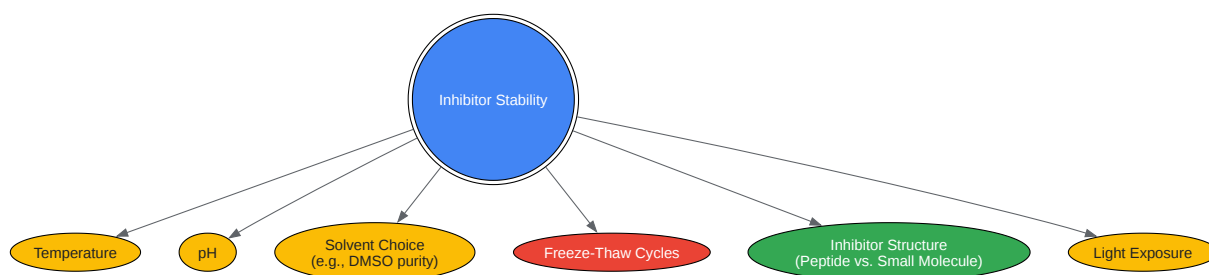 Inhibitor Stability
Temperature
pH
Solvent Choice
(e.g., DMSO purity)
Freeze-Thaw Cycles
Inhibitor Structure
(Peptide vs. Small Molecule)
Light Exposure